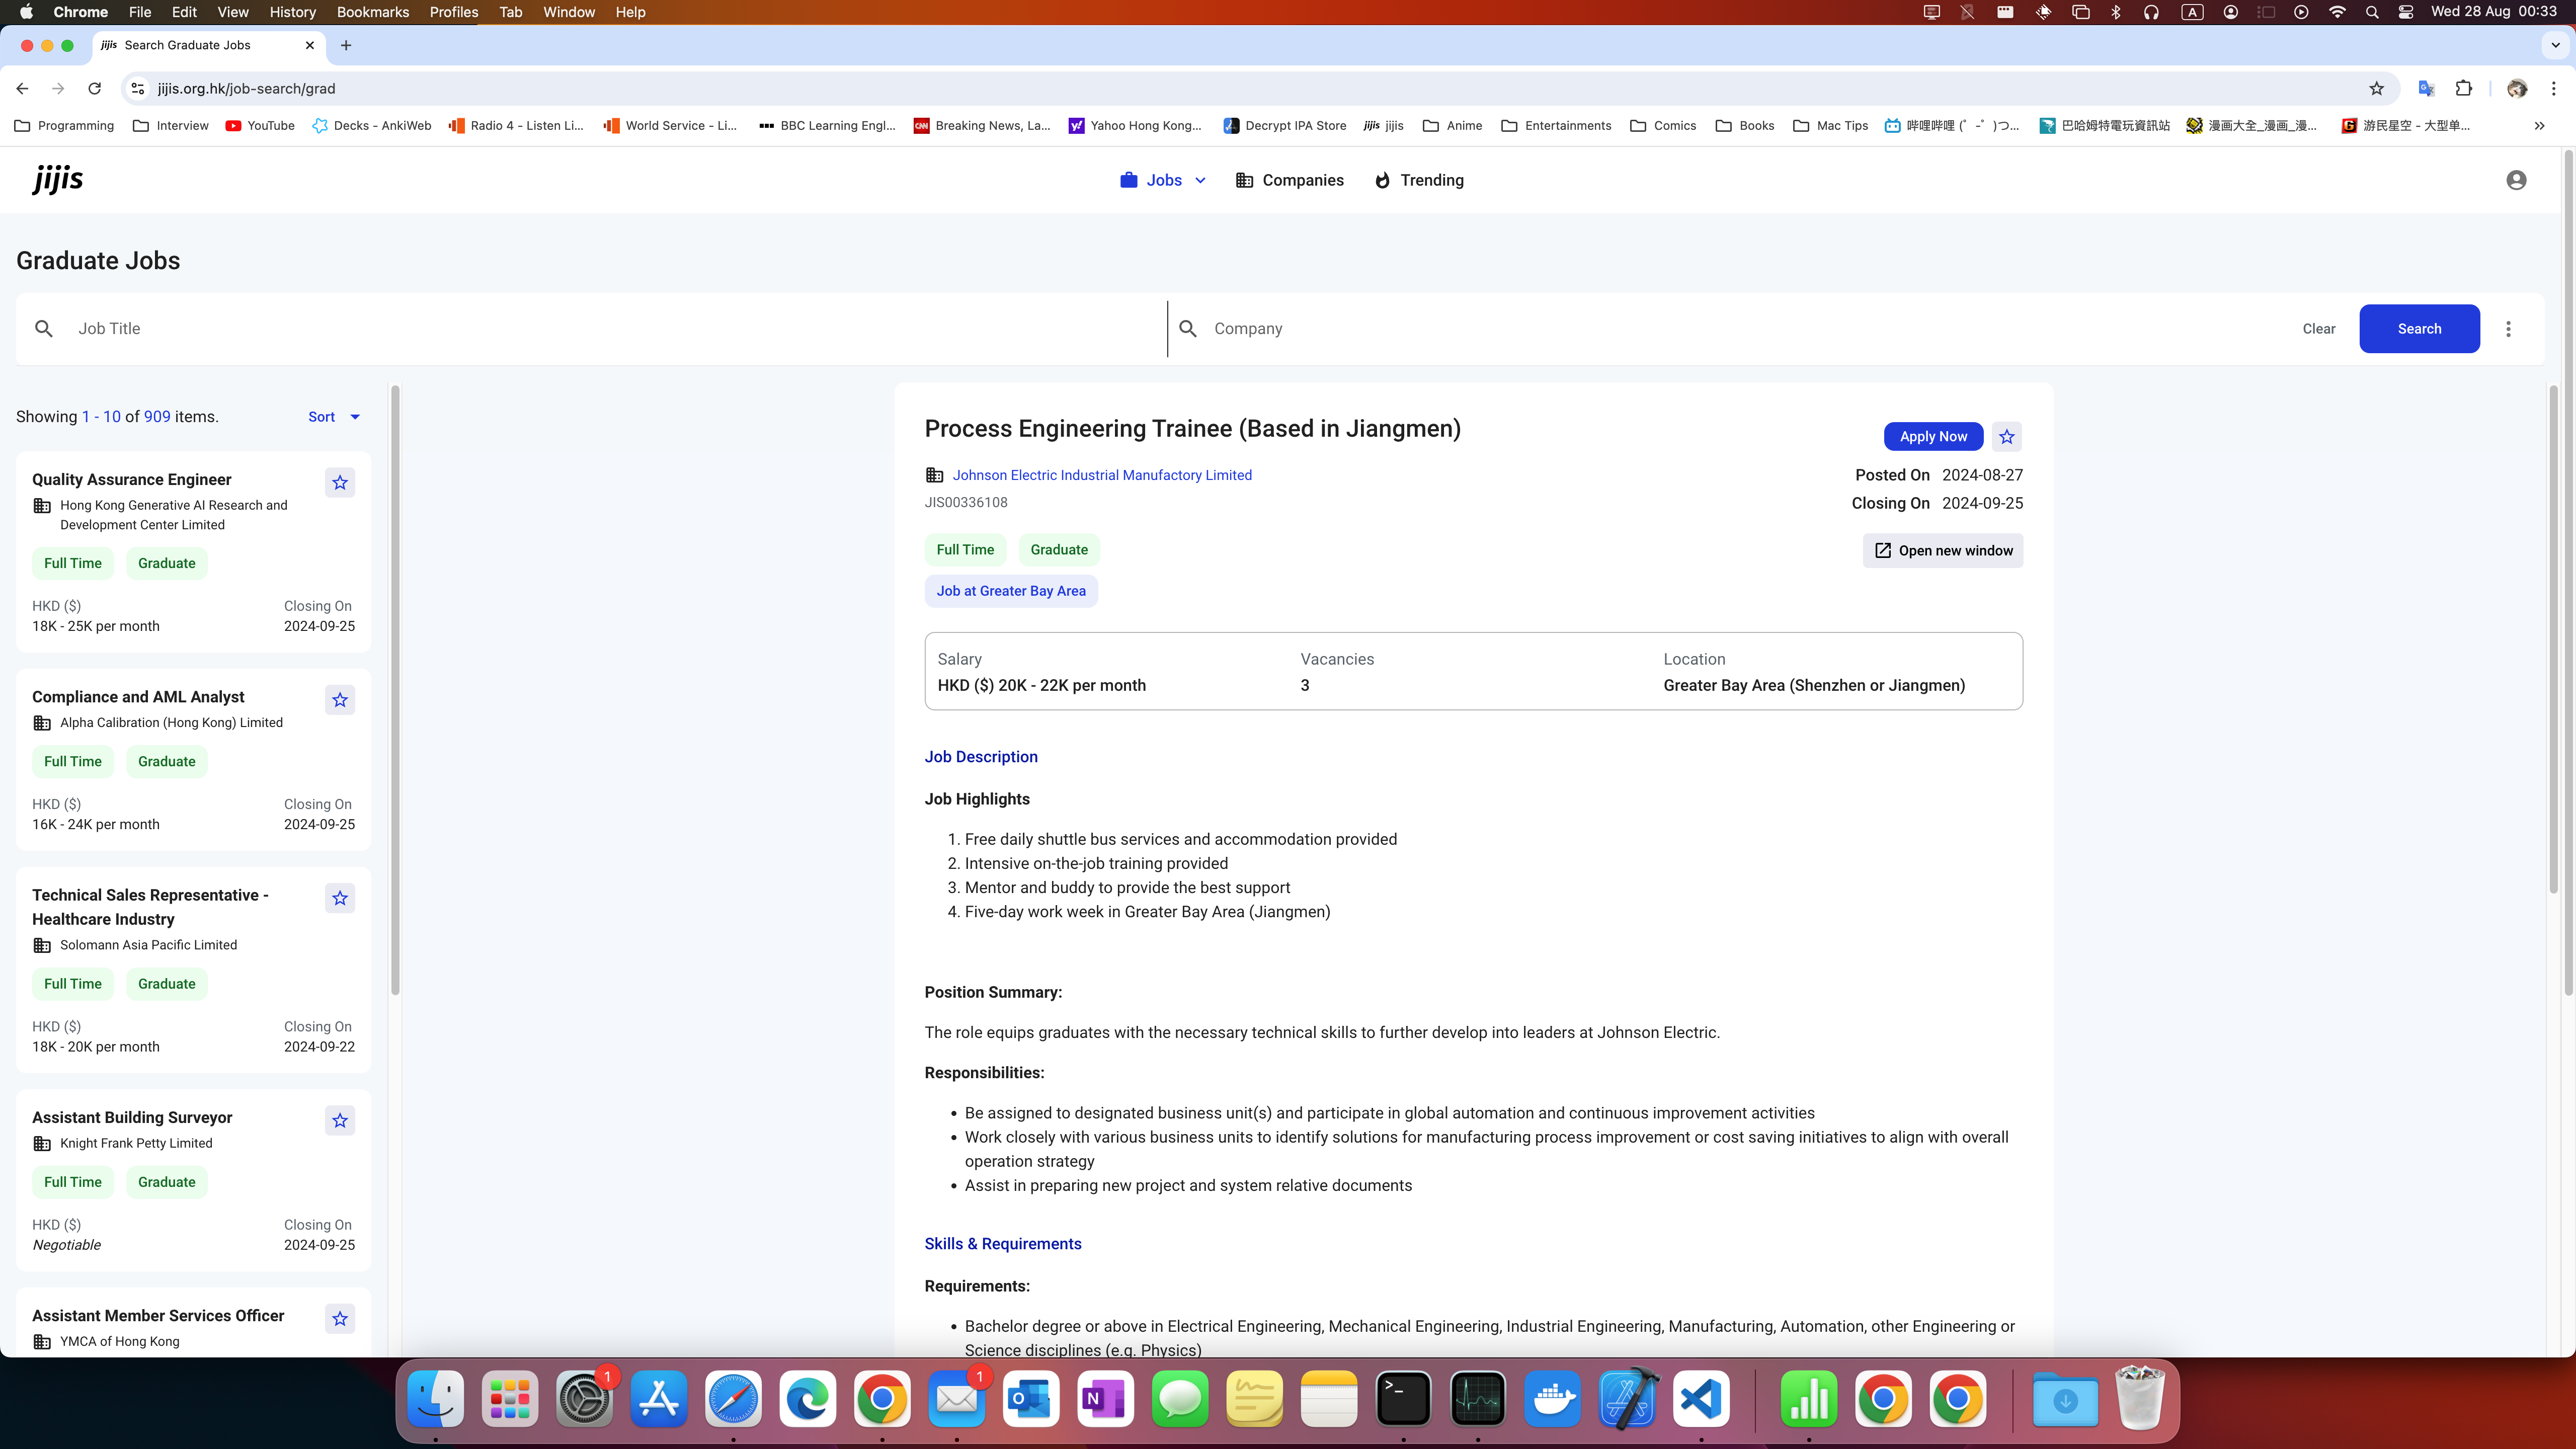 Chrome File Edit View History Bookmarks Profiles Tab Window Help
A
Wed 28 Aug 00:33
jijis Search Graduate Jobs
jijis.org.hk/job-search/grad
Programming Interview YouTube Decks - AnkiWeb Radio 4 - Listen Li... World Service - Li... BBC Learning Engl... CNN Breaking News, La... Yahoo Hong Kong... Decrypt IPA Store jijis jijis Anime Entertainments Comics Books Mac Tips 哔哩哔哩 (゜-゜)つ... 巴哈姆特電玩資訊站 漫画大全_漫画_漫... 游民星空 - 大型单...
jijis
Jobs Companies Trending
Graduate Jobs
Job Title
Company
Clear
Search
Showing 1 - 10 of 909 items.
Sort
Quality Assurance Engineer
Hong Kong Generative AI Research and
Development Center Limited
Full Time Graduate
HKD ($) Closing On
18K - 25K per month 2024-09-25
Compliance and AML Analyst
Alpha Calibration (Hong Kong) Limited
Full Time Graduate
HKD ($) Closing On
16K - 24K per month 2024-09-25
Technical Sales Representative -
Healthcare Industry
Solomann Asia Pacific Limited
Full Time Graduate
HKD ($) Closing On
18K - 20K per month 2024-09-22
Assistant Building Surveyor
Knight Frank Petty Limited
Full Time Graduate
HKD ($) Closing On
Negotiable 2024-09-25
Assistant Member Services Officer
YMCA of Hong Kong
Process Engineering Trainee (Based in Jiangmen)
Apply Now
Johnson Electric Industrial Manufactory Limited
Posted On 2024-08-27
JIS00336108
Closing On 2024-09-25
Full Time Graduate
Open new window
Job at Greater Bay Area
Salary Vacancies Location
HKD ($) 20K - 22K per month 3 Greater Bay Area (Shenzhen or Jiangmen)
Job Description
Job Highlights
1. Free daily shuttle bus services and accommodation provided
2. Intensive on-the-job training provided
3. Mentor and buddy to provide the best support
4. Five-day work week in Greater Bay Area (Jiangmen)
Position Summary:
The role equips graduates with the necessary technical skills to further develop into leaders at Johnson Electric.
Responsibilities:
• Be assigned to designated business unit(s) and participate in global automation and continuous improvement activities
• Work closely with various business units to identify solutions for manufacturing process improvement or cost saving initiatives to align with overall
operation strategy
• Assist in preparing new project and system relative documents
Skills & Requirements
Requirements:
• Bachelor degree or above in Electrical Engineering, Mechanical Engineering, Industrial Engineering, Manufacturing, Automation, other Engineering or
Science disciplines (e.g. Physics)
1
1